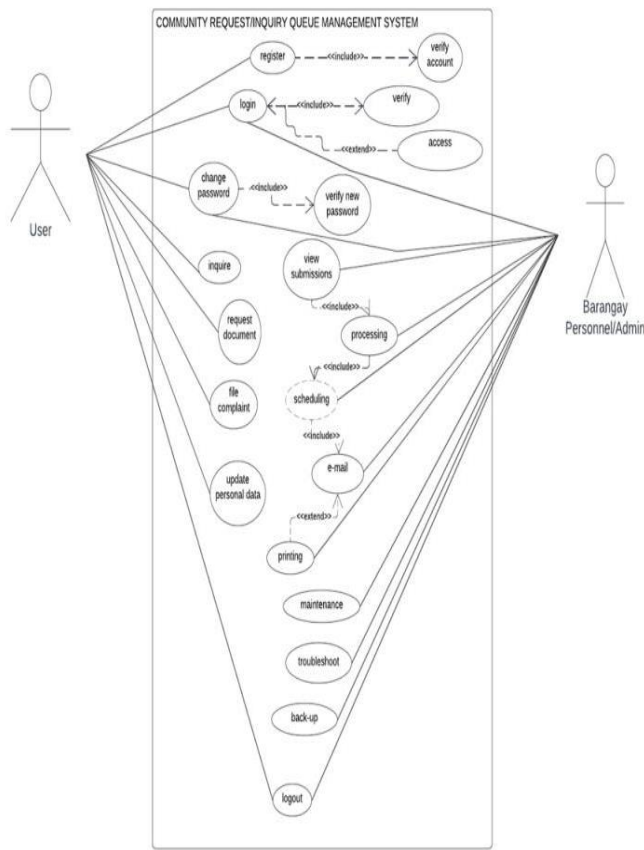 COMMUNITY REQUEST/INQUIRY QUEUE MANAGEMENT SYSTEM
register
<<include>>
verify
account
login
<<include>>
verify
<<extend>>
access
change
password
<<include>>
verify new
password
User
inquire
view
submissions
<<include>>
request
document
processing
Barangay
Personnel/Admin
<<include>>
file
complaint
scheduling
<<include>>
e-mail
update
personal data
<<extend>>
printing
maintenance
troubleshoot
back-up
logout